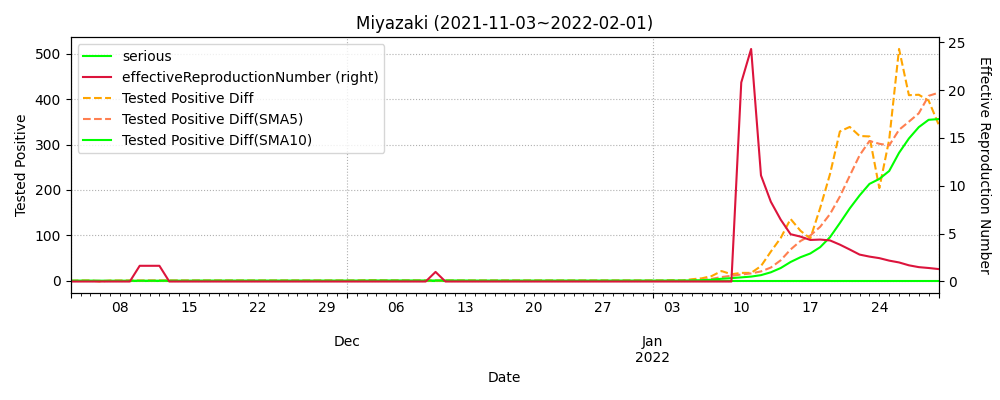 Miyazaki (2021-11-03~2022-02-01)
serious
effectiveReproductionNumber (right)
Tested Positive Diff
Tested Positive Diff(SMA5)
Tested Positive Diff(SMA10)
Tested Positive
500
400
300
200
100
0
25
20
15
10
5
0
Effective Reproduction Number
08 15 22 29 06 13 20 27 03 10 17 24
Dec Jan
2022
Date